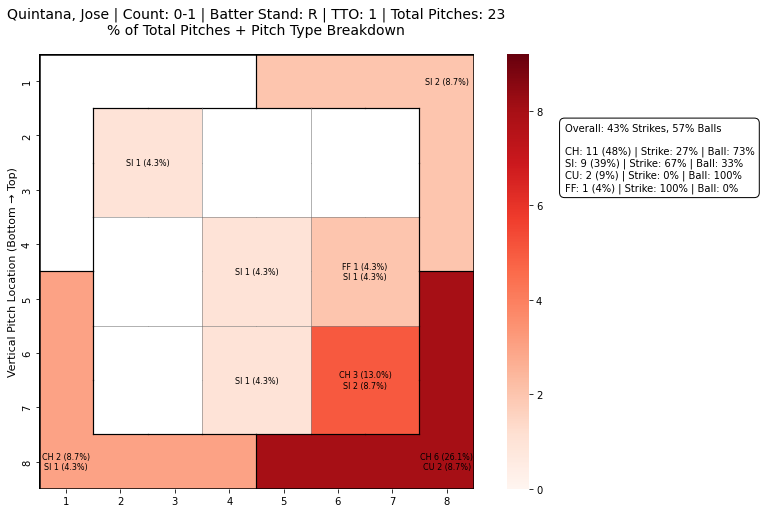 Quintana, Jose | Count: 0-1 | Batter Stand: R | TTO: 1 | Total Pitches: 23
% of Total Pitches + Pitch Type Breakdown
Vertical Pitch Location (Bottom → Top)
1
2
3
4
5
6
7
8
SI 2 (8.7%)
SI 1 (4.3%)
SI 1 (4.3%)
FF 1 (4.3%)
SI 1 (4.3%)
SI 1 (4.3%)
CH 3 (13.0%)
SI 2 (8.7%)
CH 2 (8.7%)
SI 1 (4.3%)
CH 6 (26.1%)
CU 2 (8.7%)
1 2 3 4 5 6 7 8
8
6
4
2
0
Overall: 43% Strikes, 57% Balls
CH: 11 (48%) | Strike: 27% | Ball: 73%
SI: 9 (39%) | Strike: 67% | Ball: 33%
CU: 2 (9%) | Strike: 0% | Ball: 100%
FF: 1 (4%) | Strike: 100% | Ball: 0%